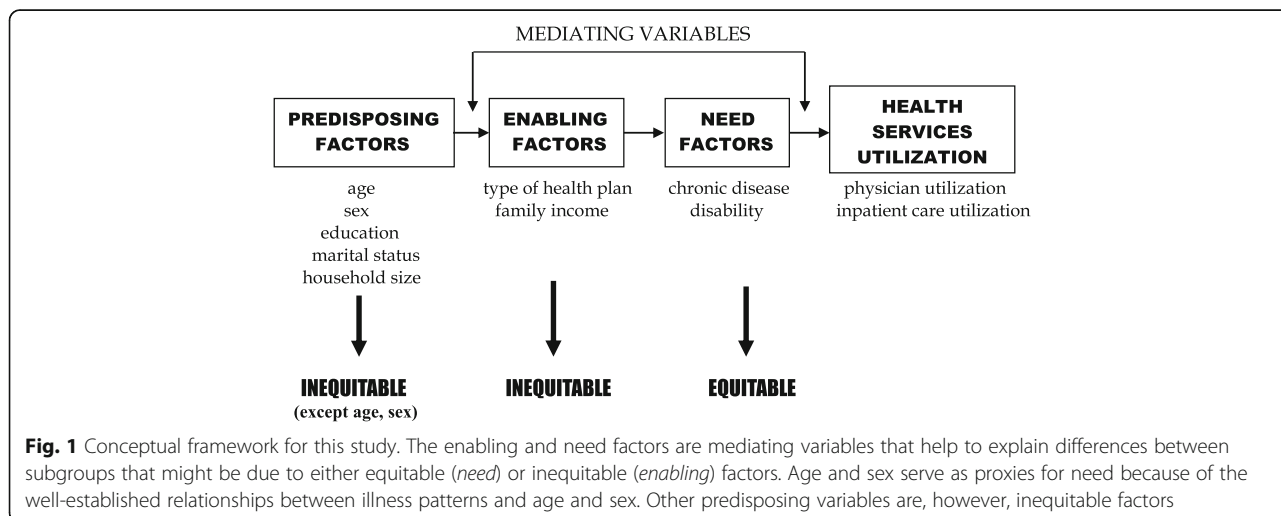 MEDIATING VARIABLES
PREDISPOSING
FACTORS
ENABLING
FACTORS
NEED
FACTORS
HEALTH
SERVICES
UTILIZATION
age
sex
education
marital status
household size
type of health plan
family income
chronic disease
disability
physician utilization
inpatient care utilization
INEQUITABLE
(except age, sex)
INEQUITABLE
EQUITABLE
Fig. 1 Conceptual framework for this study. The enabling and need factors are mediating variables that help to explain differences between
subgroups that might be due to either equitable (need) or inequitable (enabling) factors. Age and sex serve as proxies for need because of the
well-established relationships between illness patterns and age and sex. Other predisposing variables are, however, inequitable factors